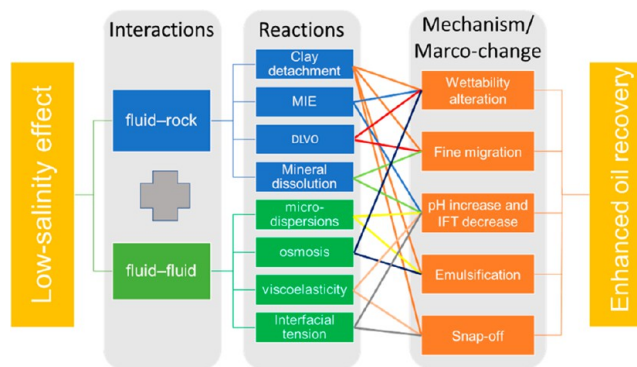 Low-salinity effect
Interactions
fluid–rock
fluid–fluid
Reactions
Clay
detachment
MIE
DLVO
Mineral
dissolution
micro-
dispersions
osmosis
viscoelasticity
Interfacial
tension
Mechanism/
Marco-change
Wettability
alteration
Fine migration
pH increase and
IFT decrease
Emulsification
Snap-off
Enhanced oil recovery